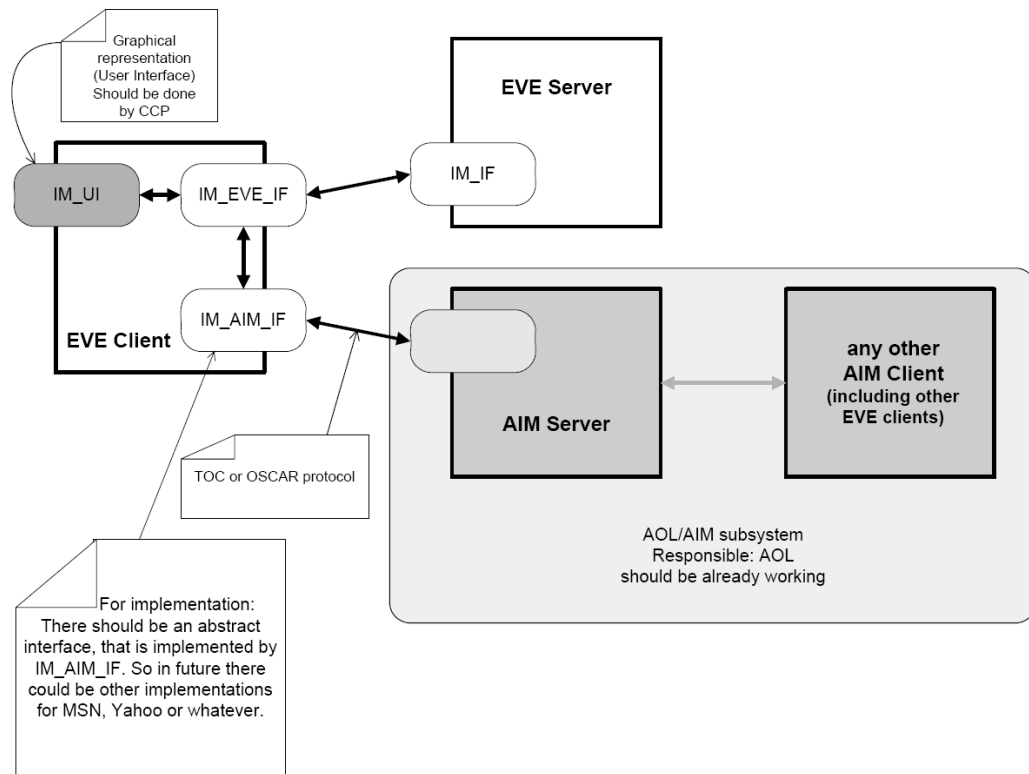 Graphical
representation
(User Interface)
Should be done
by CCP
EVE Server
IM_UI
IM_EVE_IF
IM_IF
IM_AIM_IF
EVE Client
AIM Server
any other
AIM Client
(including other
EVE clients)
TOC or OSCAR protocol
AOL/AIM subsystem
Responsible: AOL
should be already working
For implementation:
There should be an abstract
interface, that is implemented by
IM_AIM_IF. So in future there
could be other implementations
for MSN, Yahoo or whatever.